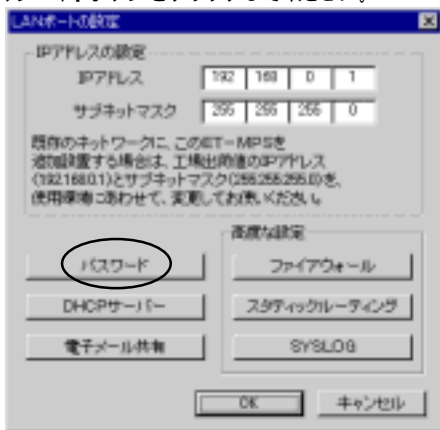 LANポートの設定
IPアドレスの設定
IPアドレス 192 168 0 1
サブネットマスク 255 255 255 0
既存のネットワークに、このET-MPSを
追加設置する場合は、工場出荷値のIPアドレス
(192.168.0.1)とサブネットマスク(255.255.255.0)を、
使用環境にあわせて、変更してお使いください。
高度な設定
パスワード ファイアウォール
DHCPサーバー スタティックルーティング
電子メール共有 SYSLOG
OK キャンセル